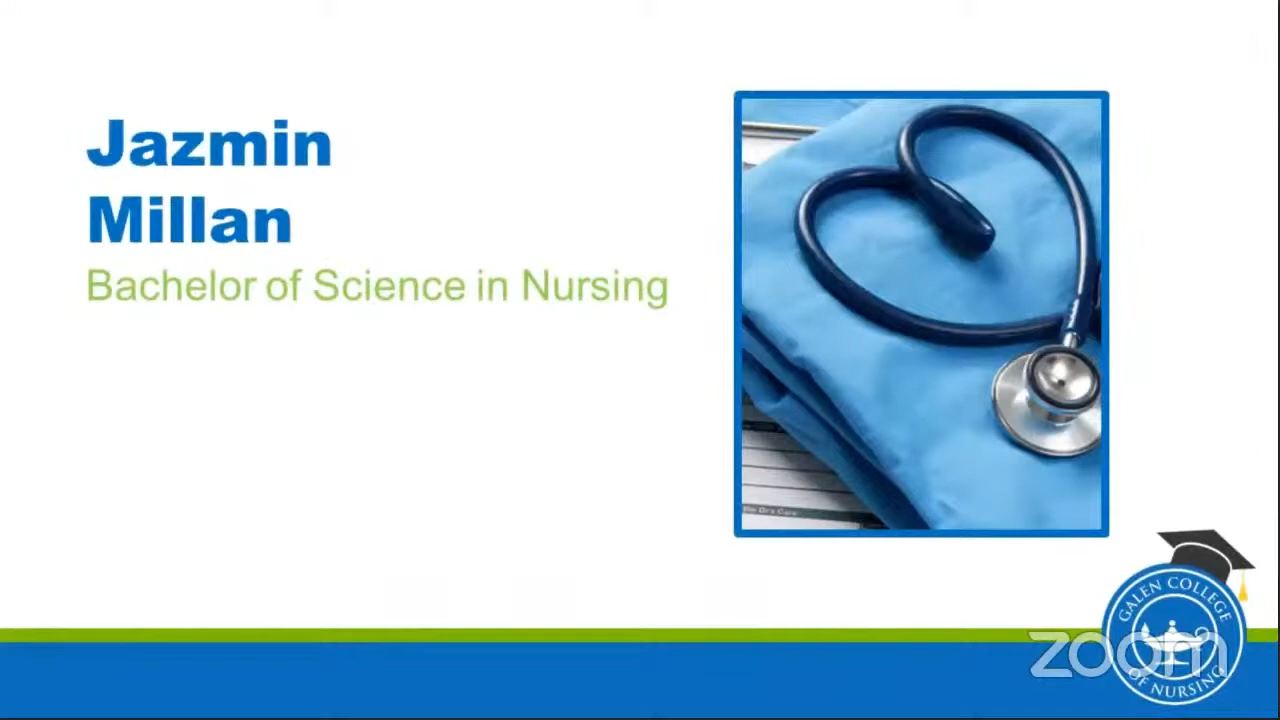 Jazmin
Millan
Bachelor of Science in Nursing
GALEN COLLEGE
OF NURSING
zoom